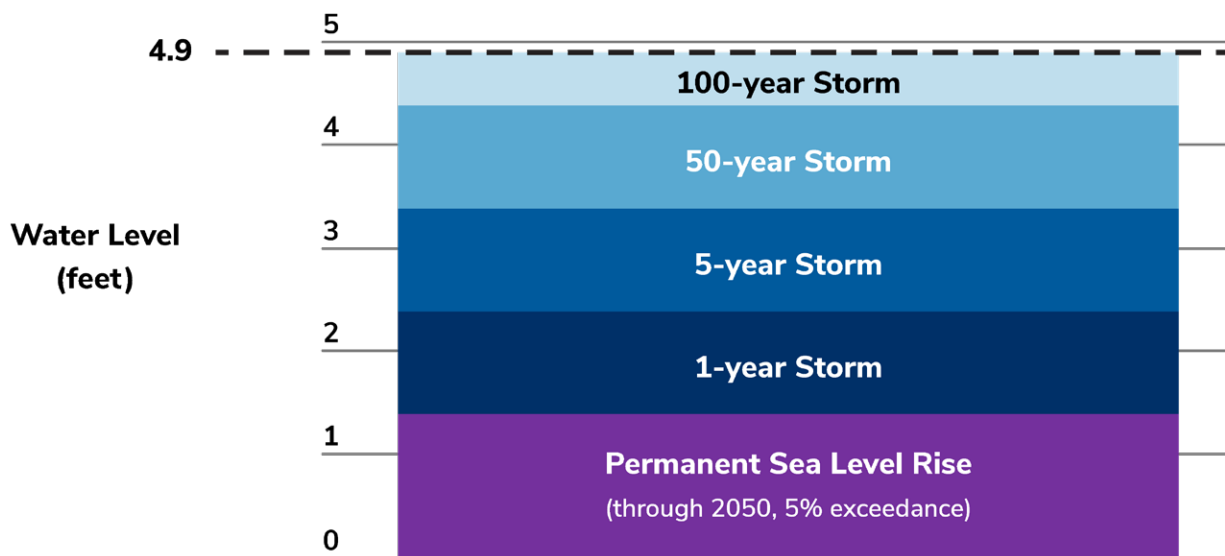 5
4.9
100-year Storm
4
50-year Storm
Water Level
(feet)
3
5-year Storm
2
1-year Storm
1
Permanent Sea Level Rise
(through 2050, 5% exceedance)
0